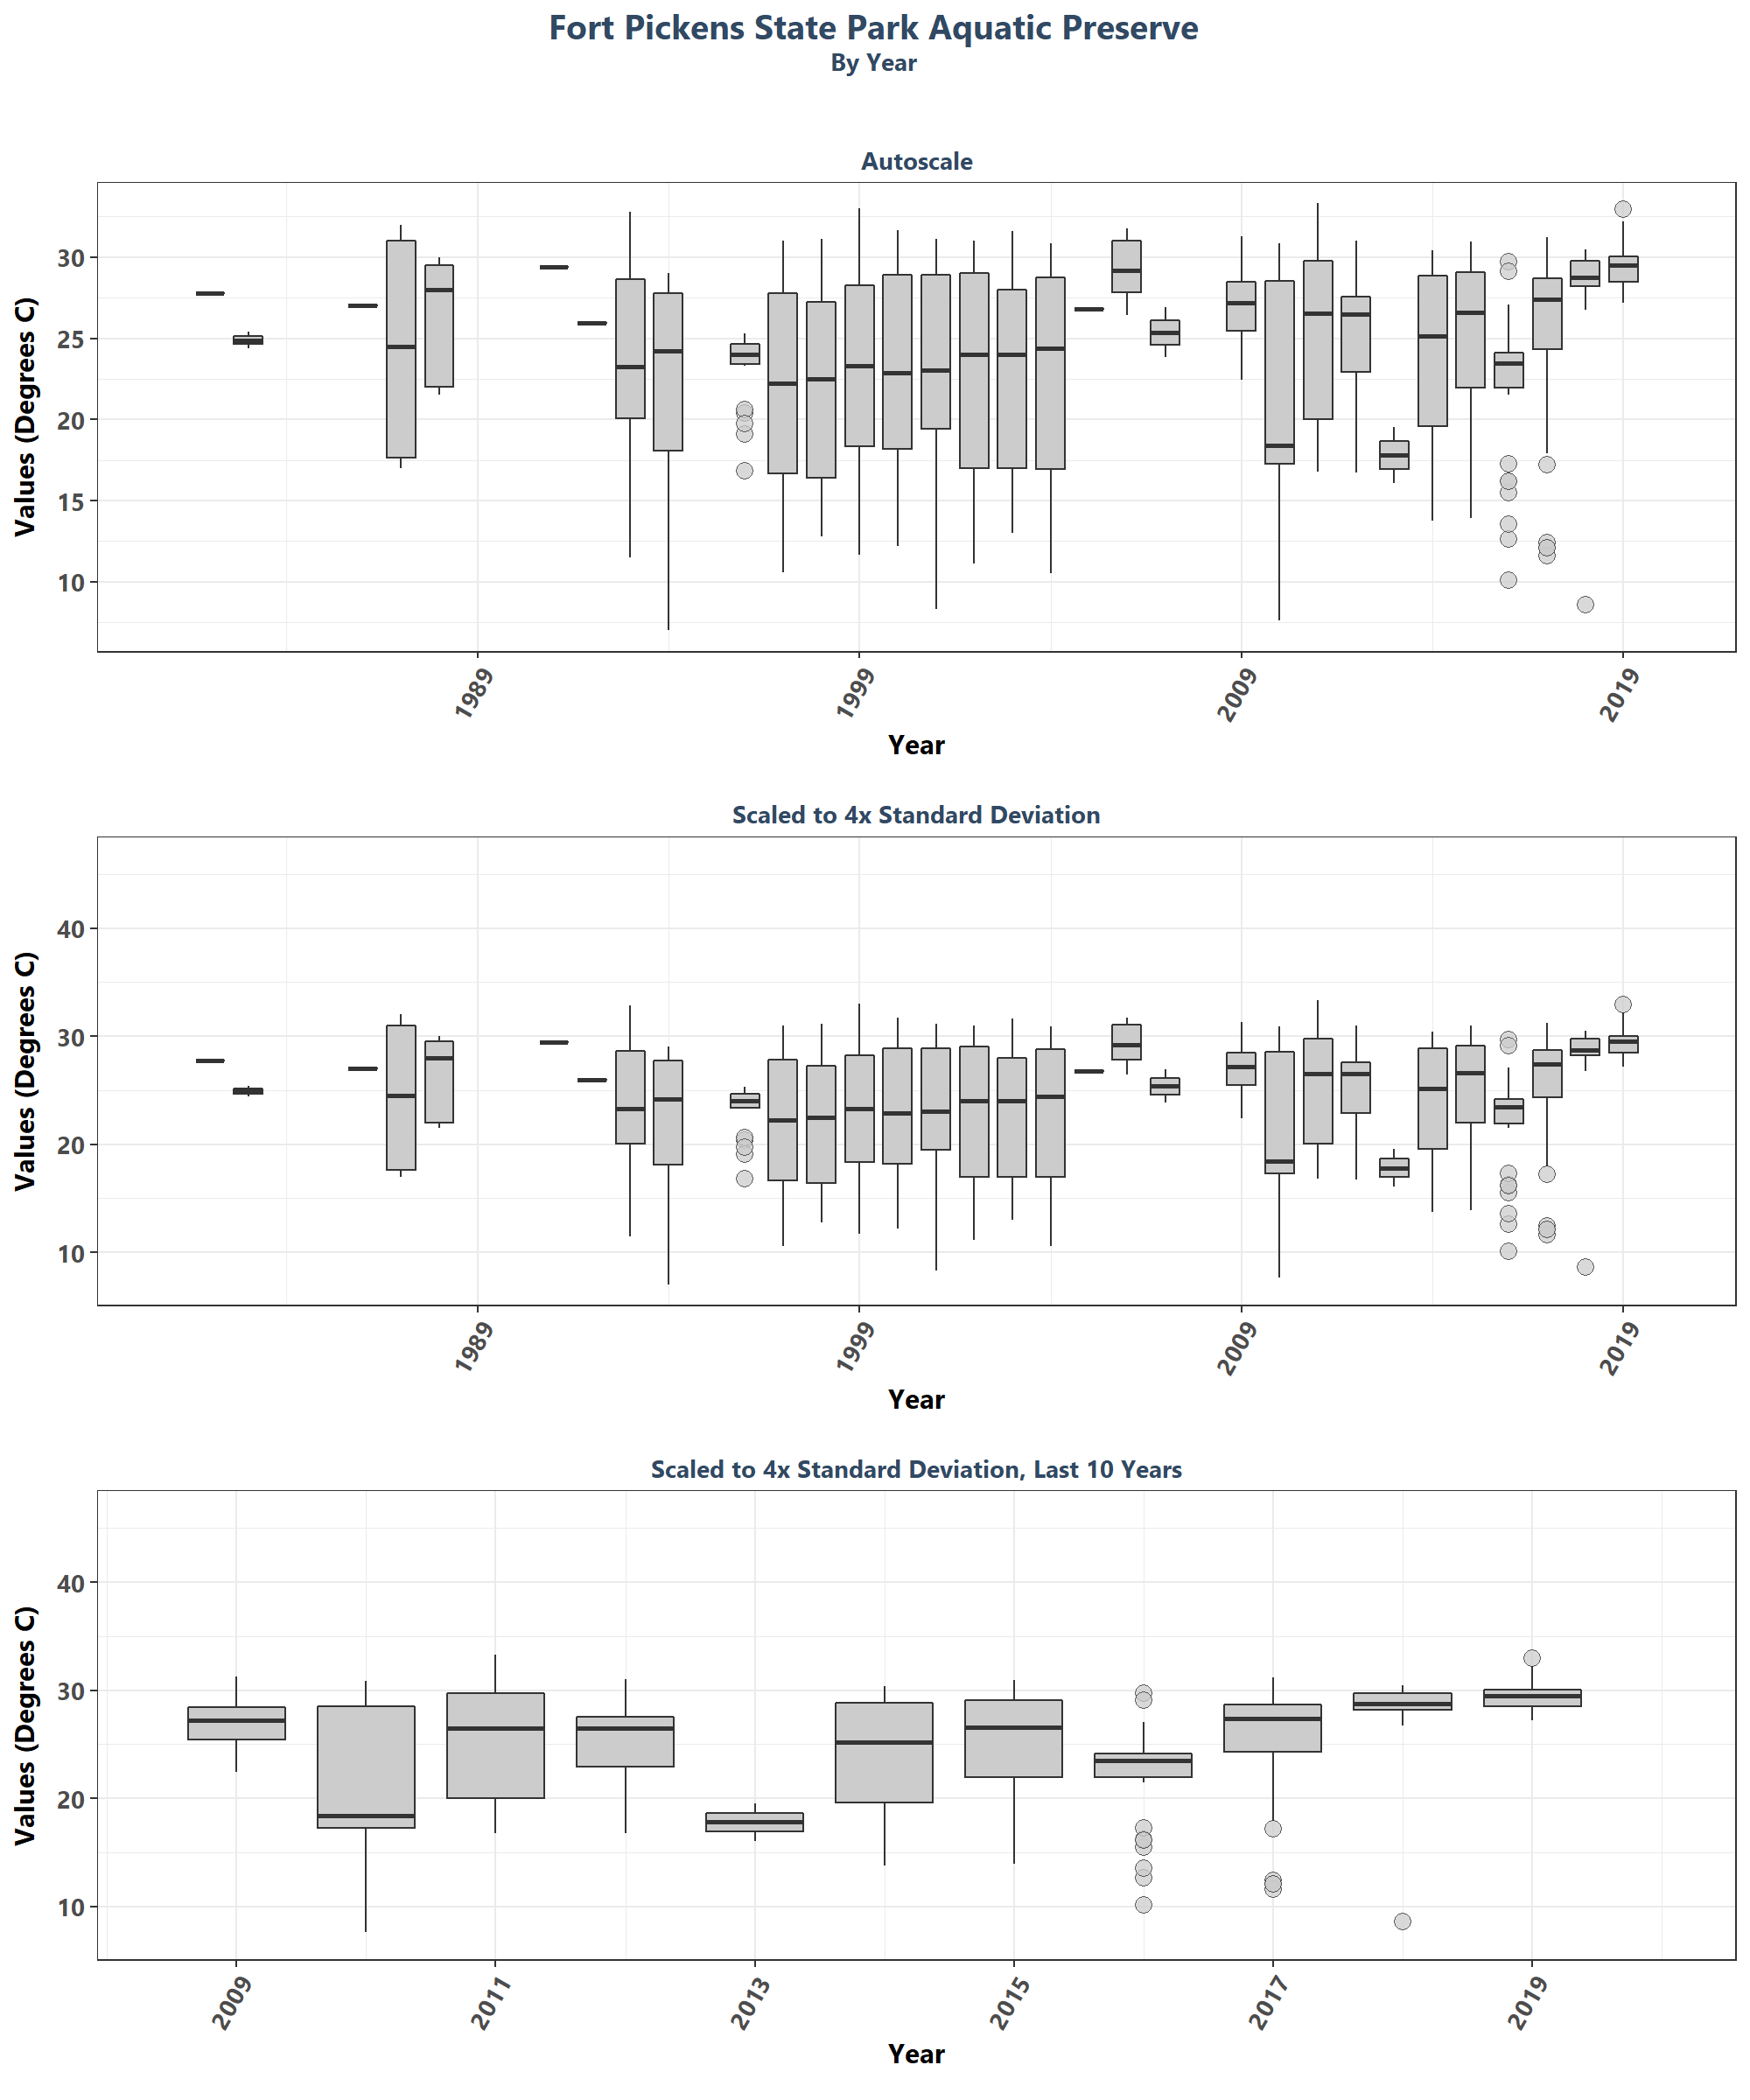 Fort Pickens State Park Aquatic Preserve
By Year
Autoscale
Values (Degrees C)
30
25
20
15
10
1989
1999
2009
2019
Year
Scaled to 4x Standard Deviation
Values (Degrees C)
40
30
20
10
1989
1999
2009
2019
Year
Scaled to 4x Standard Deviation, Last 10 Years
Values (Degrees C)
40
30
20
10
2009
2011
2013
2015
2017
2019
Year